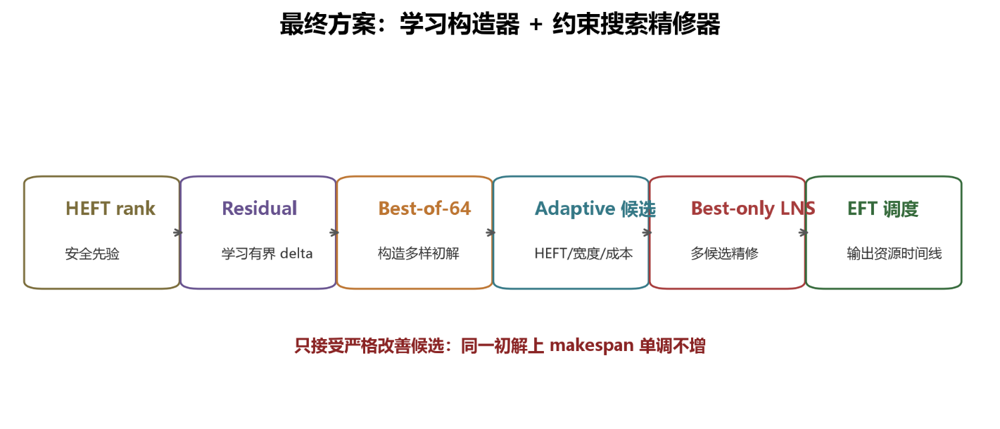 最终方案：学习构造器 + 约束搜索精修器
HEFT rank
安全先验
Residual
学习有界 delta
Best-of-64
构造多样初解
Adaptive 候选
HEFT/宽度/成本
Best-only LNS
多候选精修
EFT 调度
输出资源时间线
只接受严格改善候选：同一初解上 makespan 单调不增